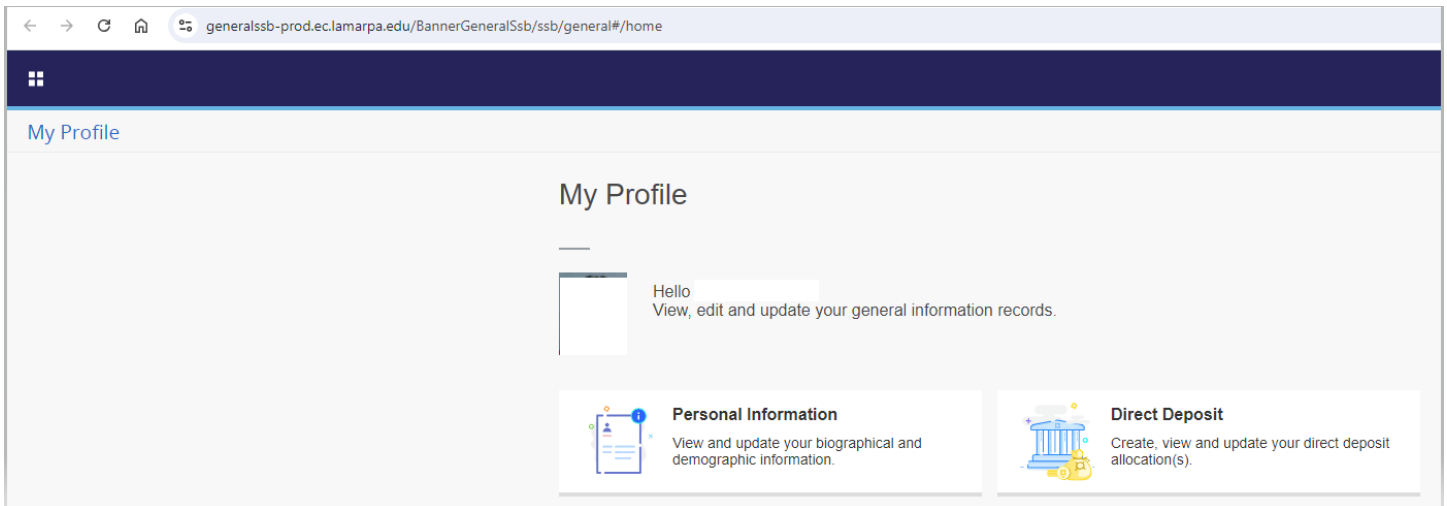 generalssb-prod.ec.lamarpa.edu/BannerGeneralSsb/ssb/general#/home
My Profile
My Profile
Hello
View, edit and update your general information records.
Personal Information
View and update your biographical and
demographic information.
Direct Deposit
Create, view and update your direct deposit
allocation(s).